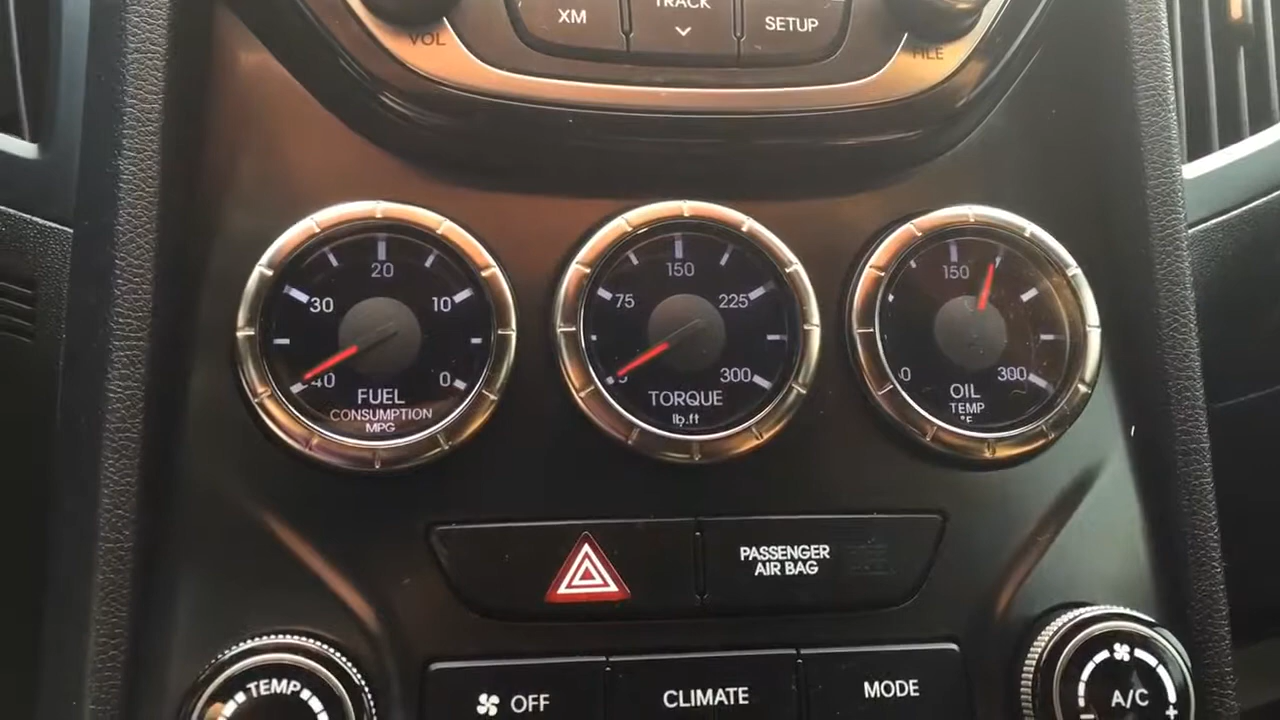 XM
TRACK
SETUP
VOL
FILE
20
30
10
40
0
FUEL
CONSUMPTION
MPG
150
75
225
300
TORQUE
lb.ft
150
0
300
OIL
TEMP
°F
PASSENGER
AIR BAG
TEMP
OFF
CLIMATE
MODE
A/C